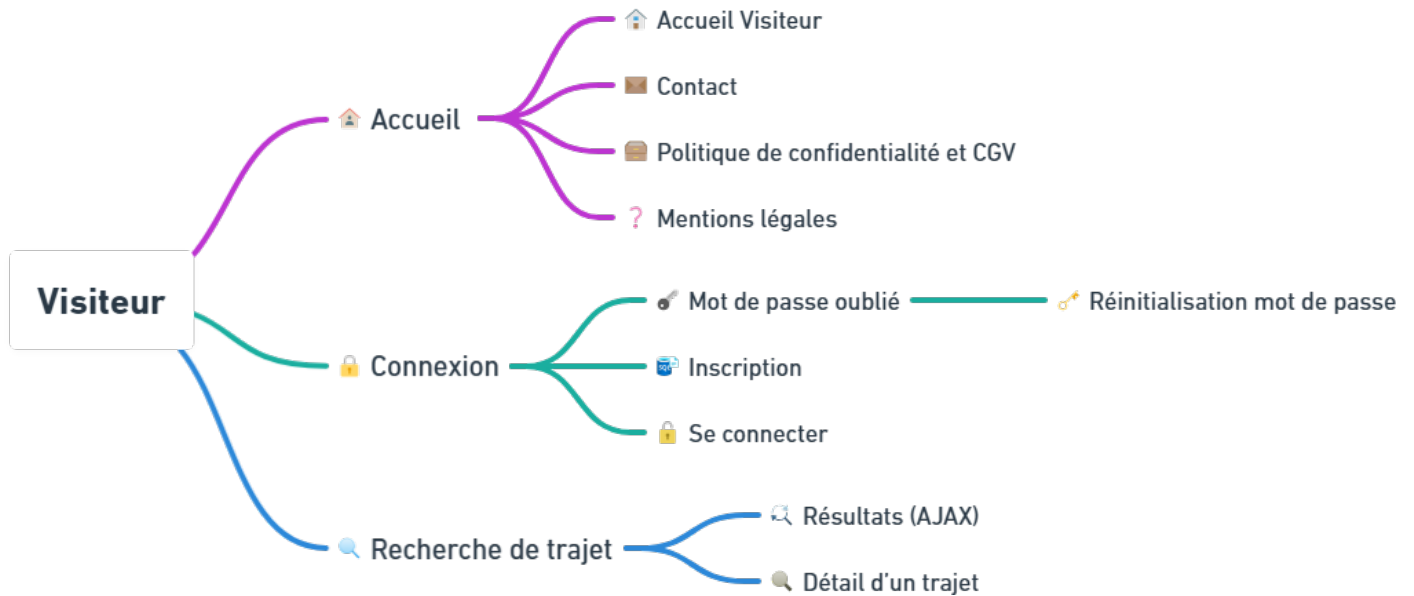 Visiteur
Accueil
Accueil Visiteur
Contact
Politique de confidentialité et CGV
Mentions légales
Connexion
Mot de passe oublié
Réinitialisation mot de passe
SQL
Inscription
Se connecter
Recherche de trajet
Résultats (AJAX)
Détail d’un trajet